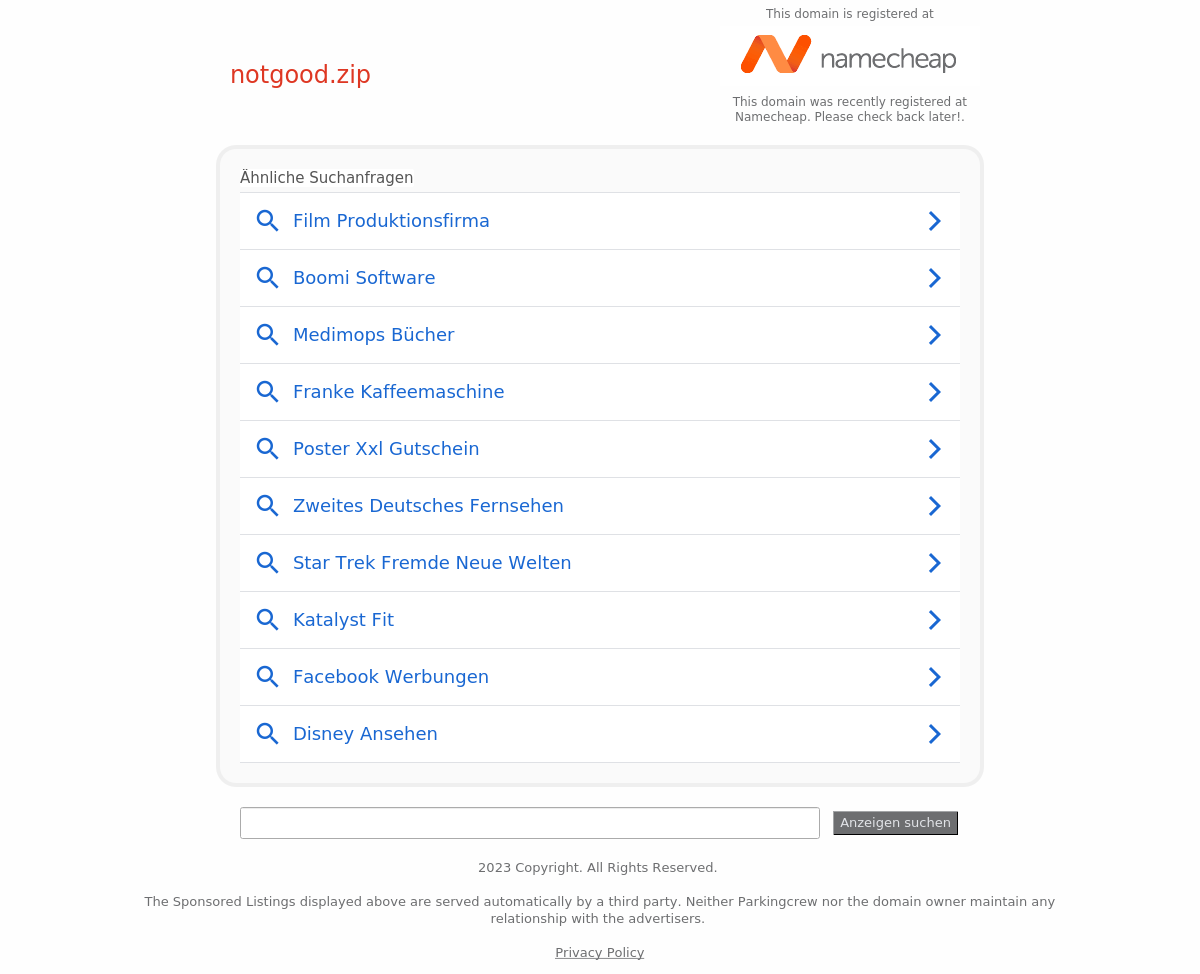 This domain is registered at
namecheap
notgood.zip
This domain was recently registered at
Namecheap. Please check back later!.
Ähnliche Suchanfragen
Film Produktionsfirma
Boomi Software
Medimops Bücher
Franke Kaffeemaschine
Poster Xxl Gutschein
Zweites Deutsches Fernsehen
Star Trek Fremde Neue Welten
Katalyst Fit
Facebook Werbungen
Disney Ansehen
Anzeigen suchen
2023 Copyright. All Rights Reserved.
The Sponsored Listings displayed above are served automatically by a third party. Neither Parkingcrew nor the domain owner maintain any
relationship with the advertisers.
Privacy Policy